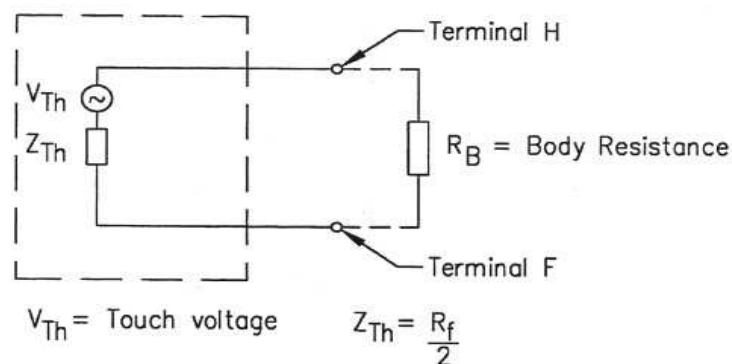 Terminal H
V_Th
Z_Th
R_B = Body Resistance
Terminal F
V_Th = Touch voltage
Z_Th = R_f/2